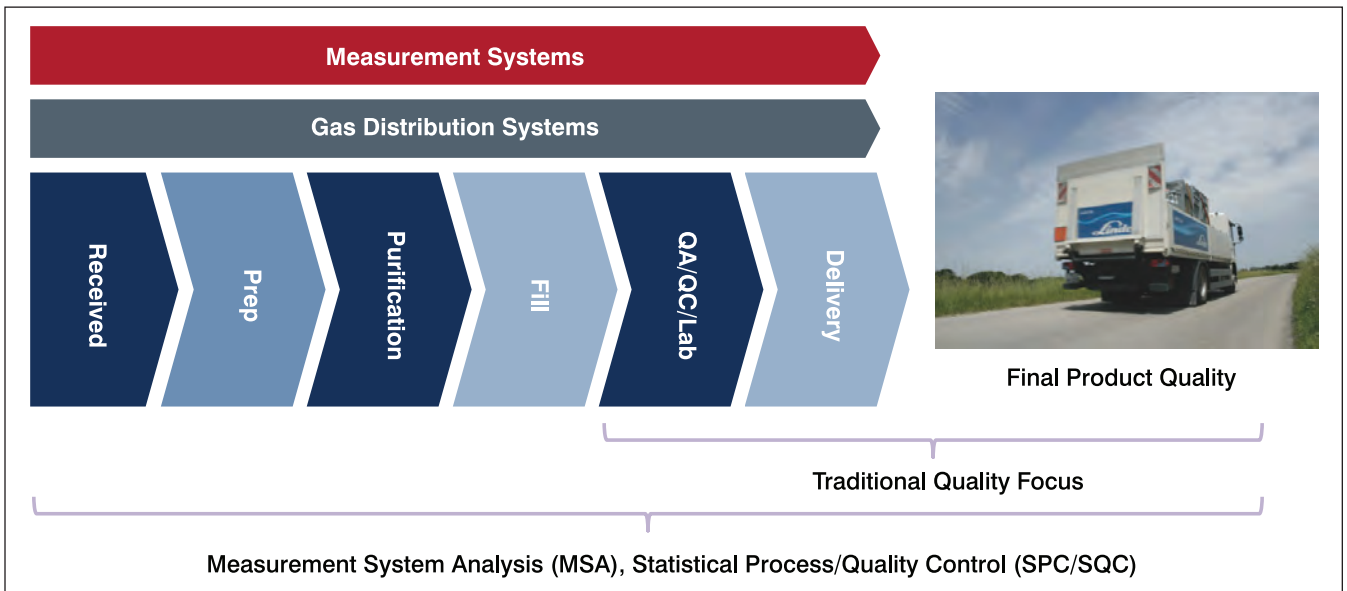 Measurement Systems
Gas Distribution Systems
Received
Prep
Purification
Fill
QA/QC/Lab
Delivery
Linde
Final Product Quality
Traditional Quality Focus
Measurement System Analysis (MSA), Statistical Process/Quality Control (SPC/SQC)